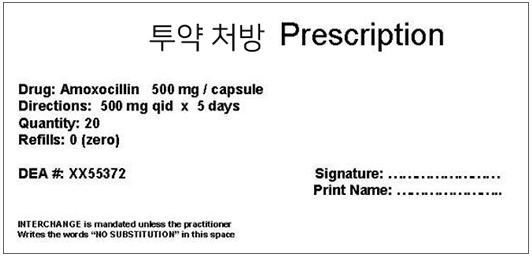 투약 처방 Prescription
Drug: Amoxocillin 500 mg / capsule
Directions: 500 mg qid x 5 days
Quantity: 20
Refills: 0 (zero)
DEA #: XX55372
Signature: ……………………
Print Name: …………………..
INTERCHANGE is mandated unless the practitioner
Writes the words “NO SUBSTITUTION” in this space